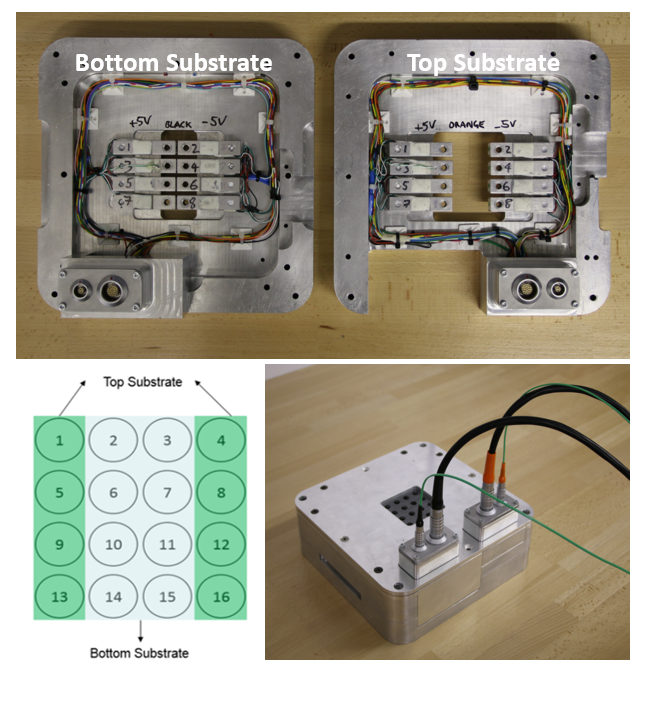 Bottom Substrate
Top Substrate
+5V BLACK -5V
+5V ORANGE -5V
2
3 4
5 6
7 8
1 2
3 4
5 6
7 8
Top Substrate
1 2 3 4
5 6 7 8
9 10 11 12
13 14 15 16
Bottom Substrate